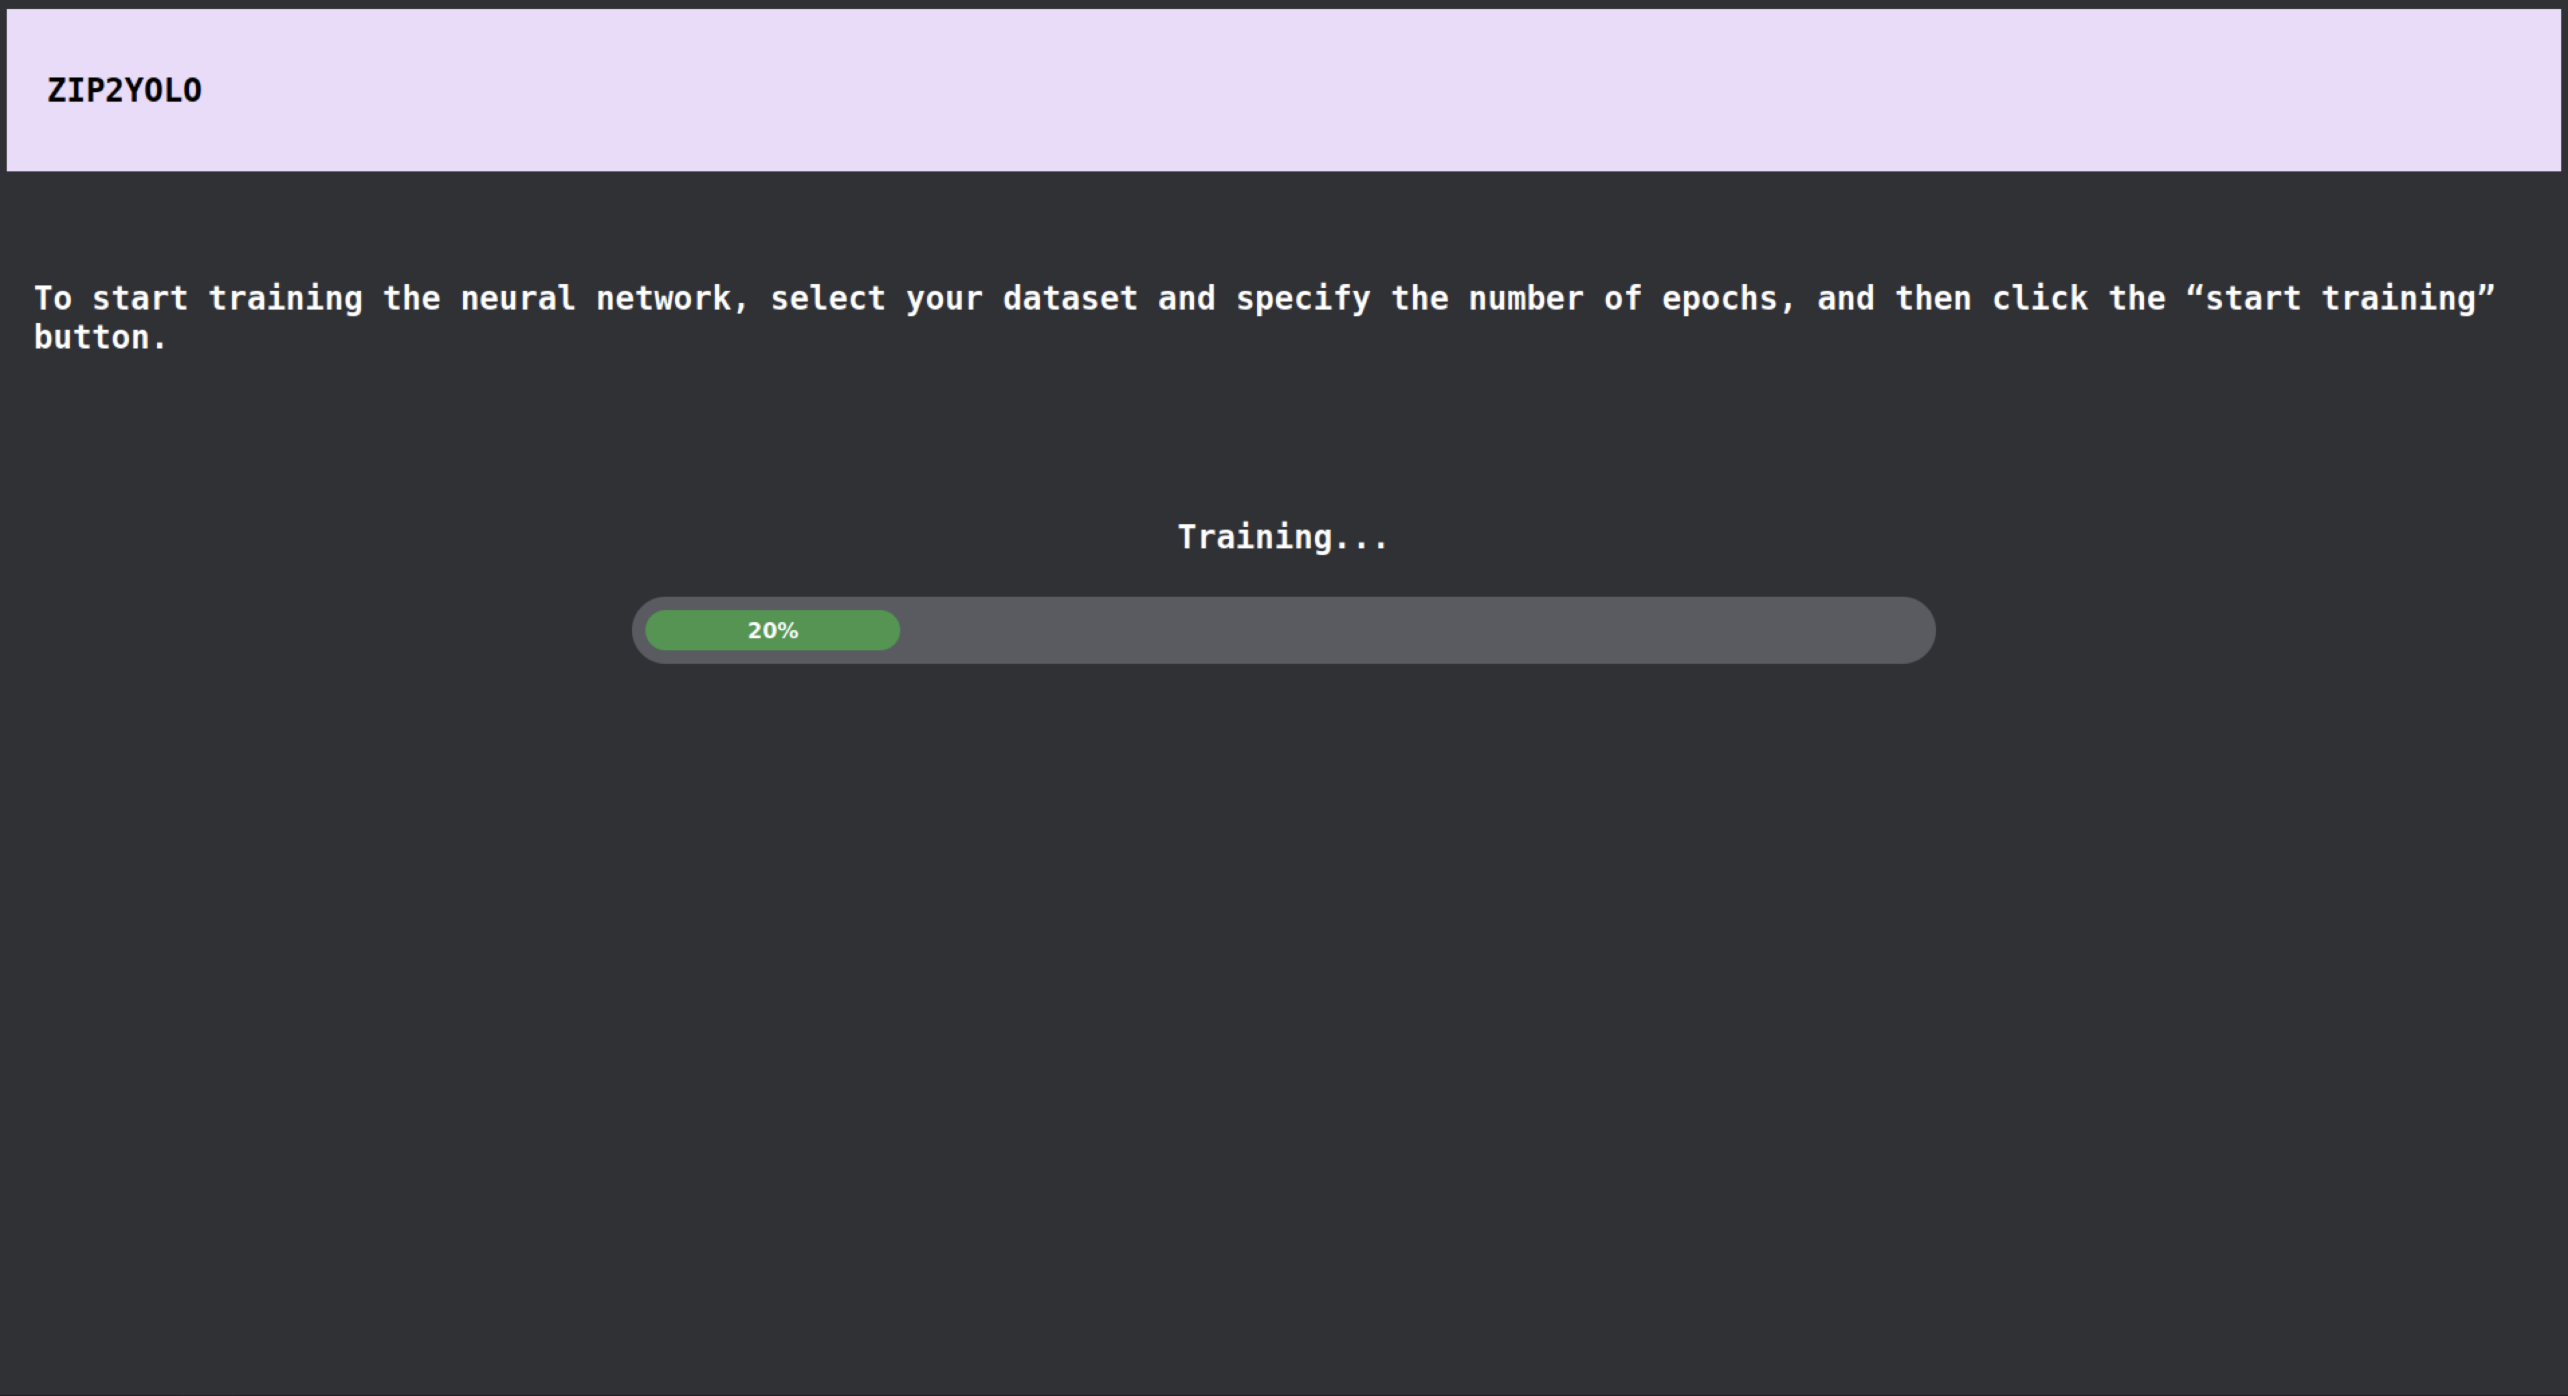 ZIP2YOLO
To start training the neural network, select your dataset and specify the number of epochs, and then click the “start training”
button.
Training...
20%